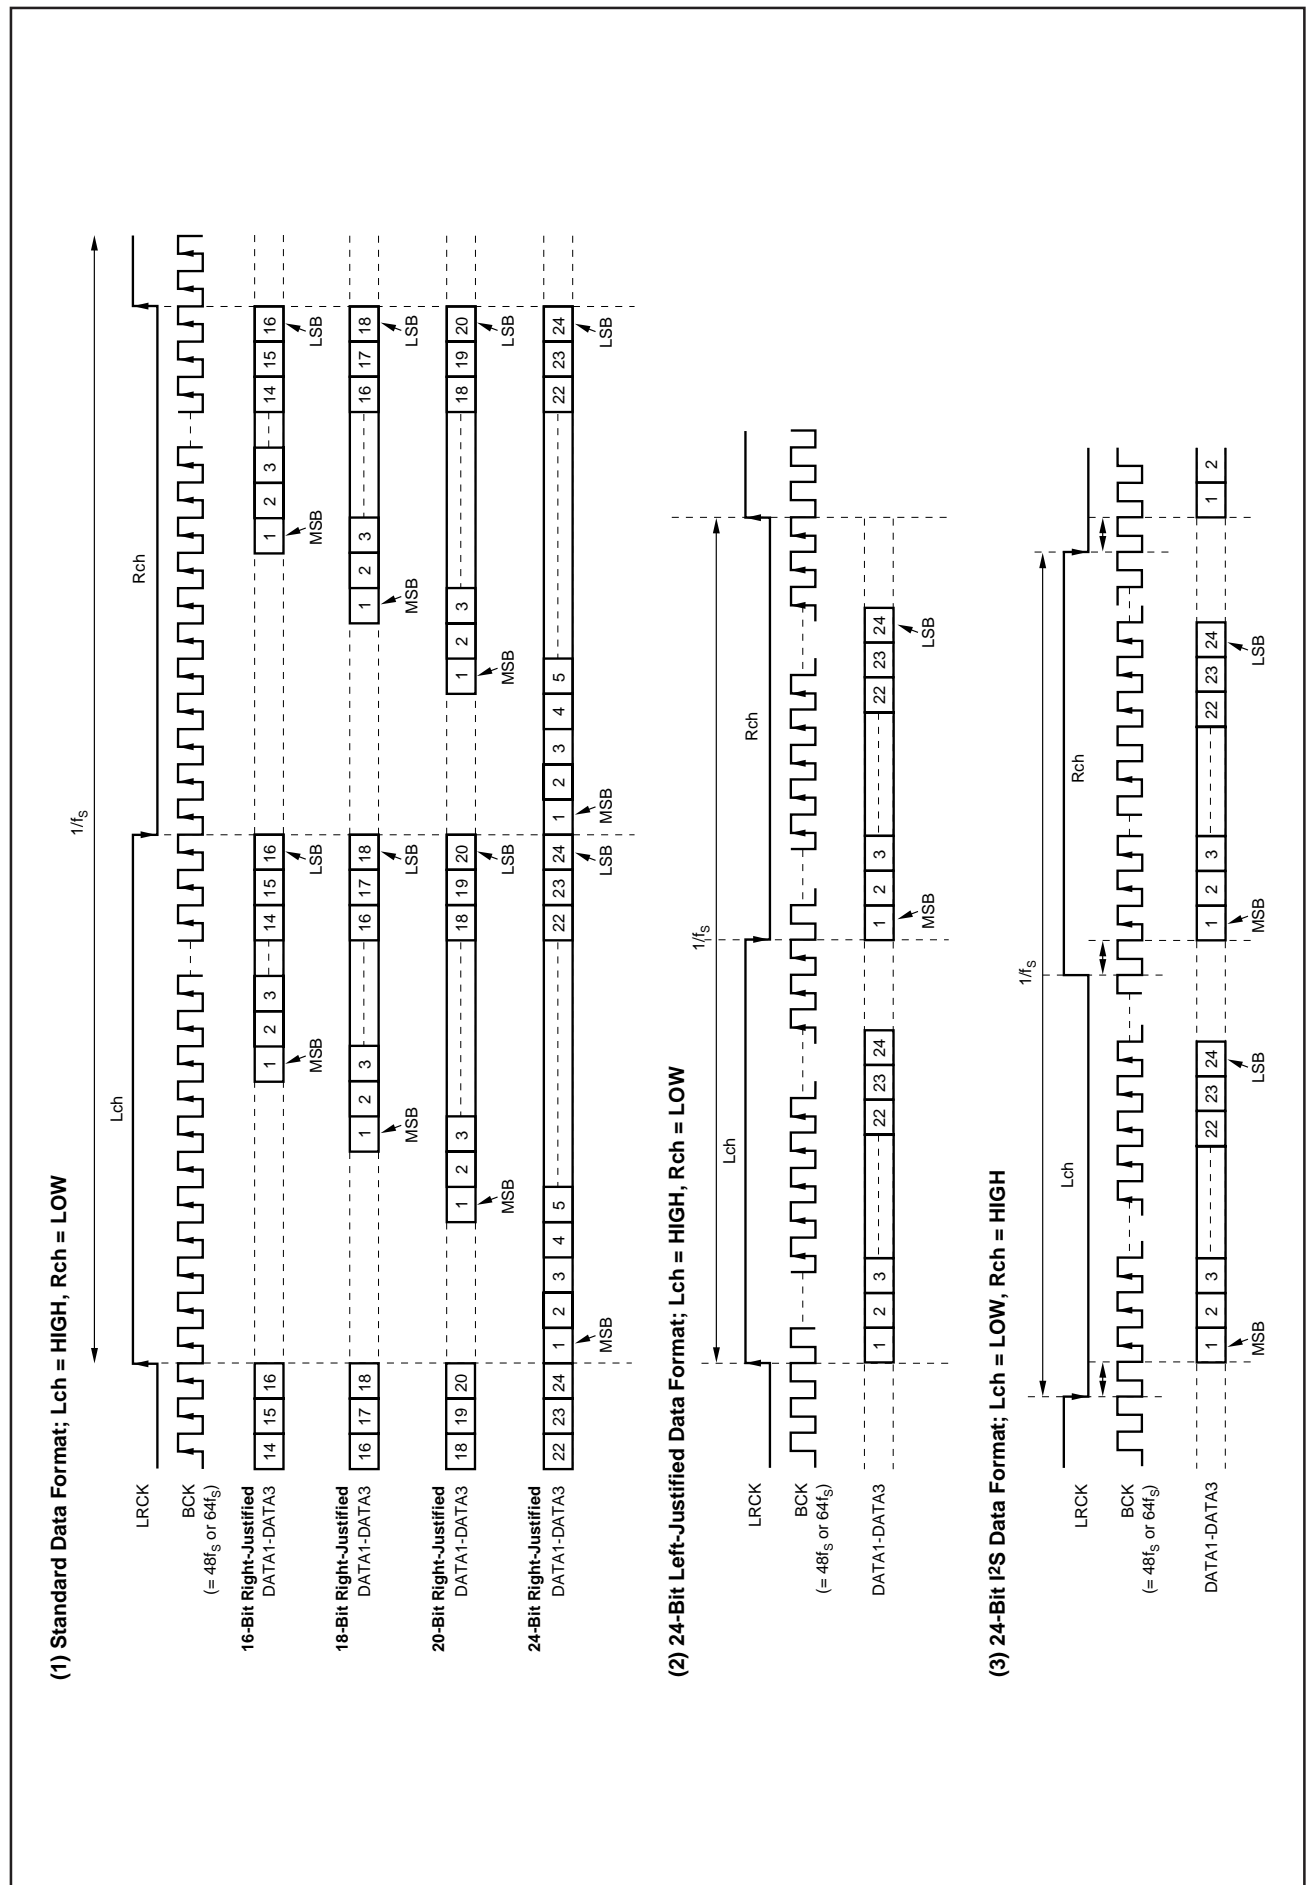 (1) Standard Data Format; Lch = HIGH, Rch = LOW
1/fS
LRCK Lch Rch
BCK
(= 48fS or 64fS)
16-Bit Right-Justified
DATA1-DATA3 14 15 16 1 2 3 14 15 16 1 2 3 14 15 16
MSB LSB MSB LSB
18-Bit Right-Justified
DATA1-DATA3 16 17 18 1 2 3 16 17 18 1 2 3 16 17 18
MSB LSB MSB LSB
20-Bit Right-Justified
DATA1-DATA3 18 19 20 1 2 3 18 19 20 1 2 3 18 19 20
MSB LSB MSB LSB
24-Bit Right-Justified
DATA1-DATA3 22 23 24 1 2 3 4 5 22 23 24 1 2 3 4 5 22 23 24
MSB LSB MSB LSB
(2) 24-Bit Left-Justified Data Format; Lch = HIGH, Rch = LOW
1/fS
LRCK Lch Rch
BCK
(= 48fS or 64fS)
DATA1-DATA3 1 2 3 22 23 24 1 2 3 22 23 24
MSB LSB
(3) 24-Bit I2S Data Format; Lch = LOW, Rch = HIGH
1/fS
LRCK Lch Rch
BCK
(= 48fS or 64fS)
DATA1-DATA3 1 2 3 22 23 24 1 2 3 22 23 24 1 2
MSB LSB MSB LSB